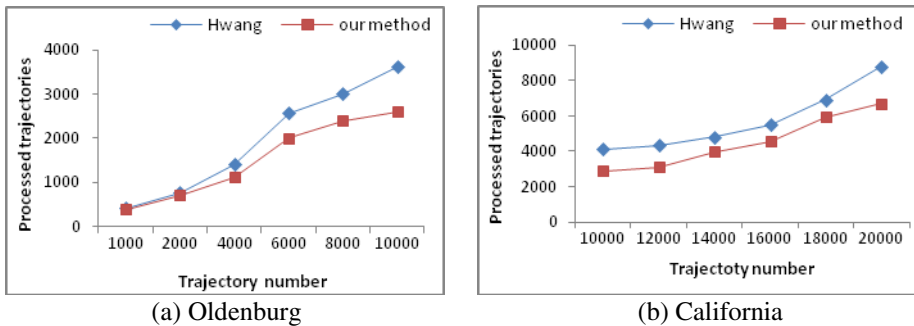 Hwang our method
Processed trajectories
4000
3000
2000
1000
0
1000 2000 4000 6000 8000 10000
Trajectory number
(a) Oldenburg
Hwang our method
Processed trajectories
10000
8000
6000
4000
2000
0
10000 12000 14000 16000 18000 20000
Trajectoty number
(b) California